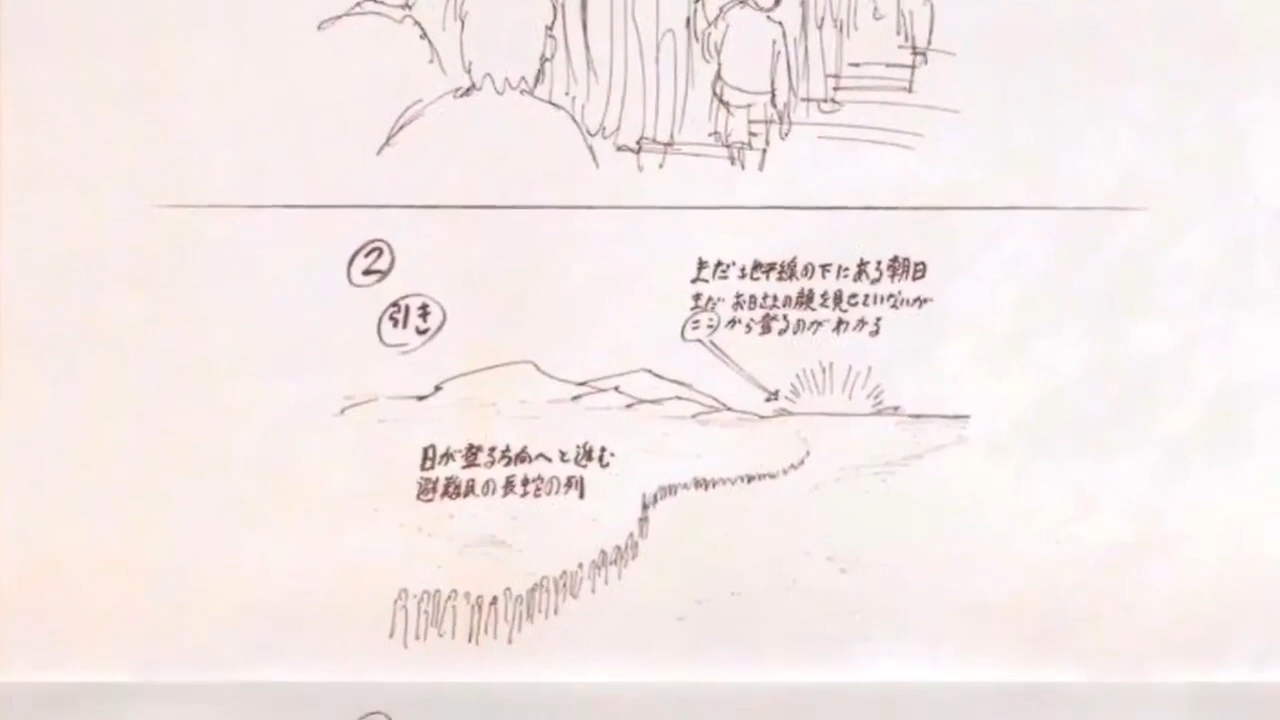 ②
引き
まだ地平線の下にある朝日
まだお日さまの顔を見せていないが
ここから登るのがわかる
日が登る方向へと進む
避難民の長蛇の列